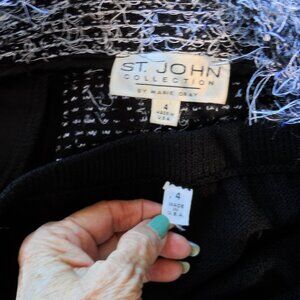 ST. JOHN
COLLECTION
BY MARIE GRAY
4
MADE IN
U.S.A.
4
MADE
IN
U.S.A.